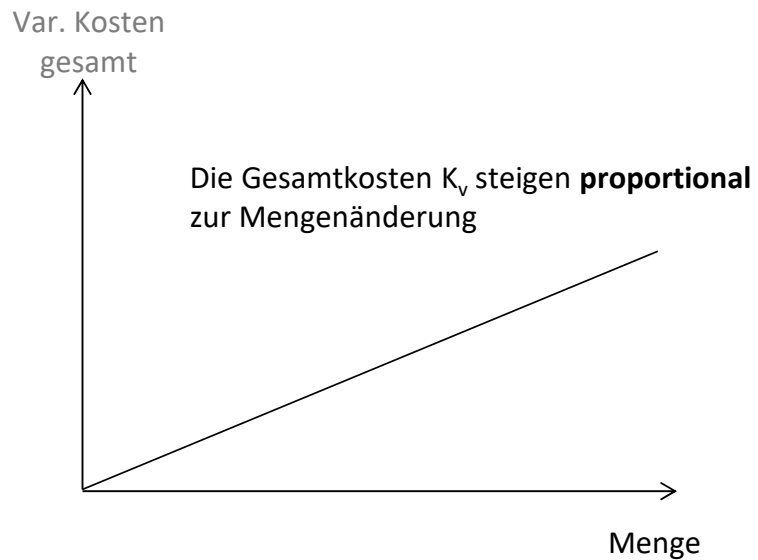 Var. Kosten
gesamt
Die Gesamtkosten Kv steigen proportional
zur Mengenänderung
Menge